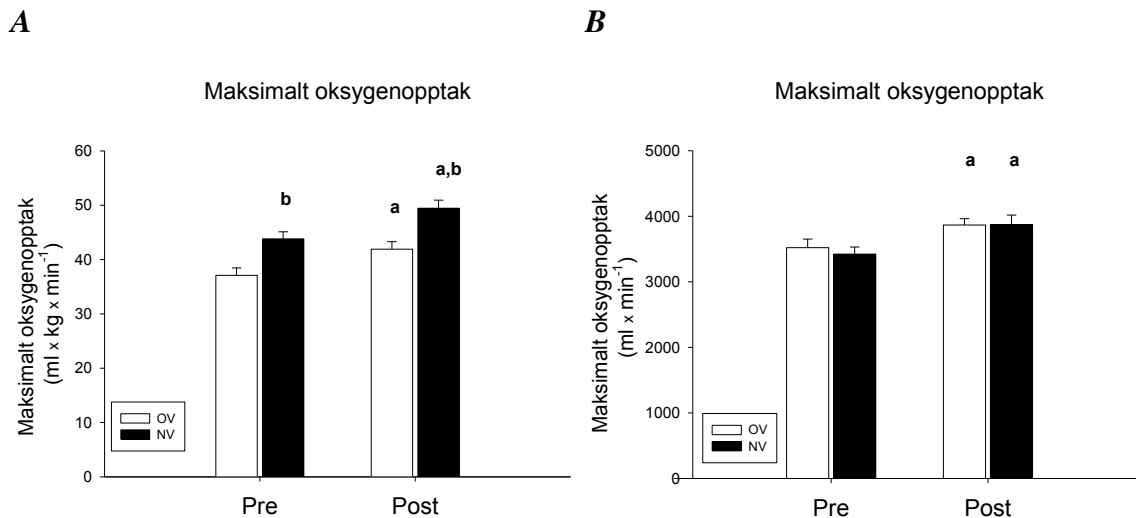 A
Maksimalt oksygenopptak
Maksimalt oksygenopptak
(ml x kg x min-1)
60
50
40
30
20
10
0
b
a
a,b
OV
NV
Pre
Post
B
Maksimalt oksygenopptak
Maksimalt oksygenopptak
(ml x min-1)
5000
4000
3000
2000
1000
0
a
a
OV
NV
Pre
Post